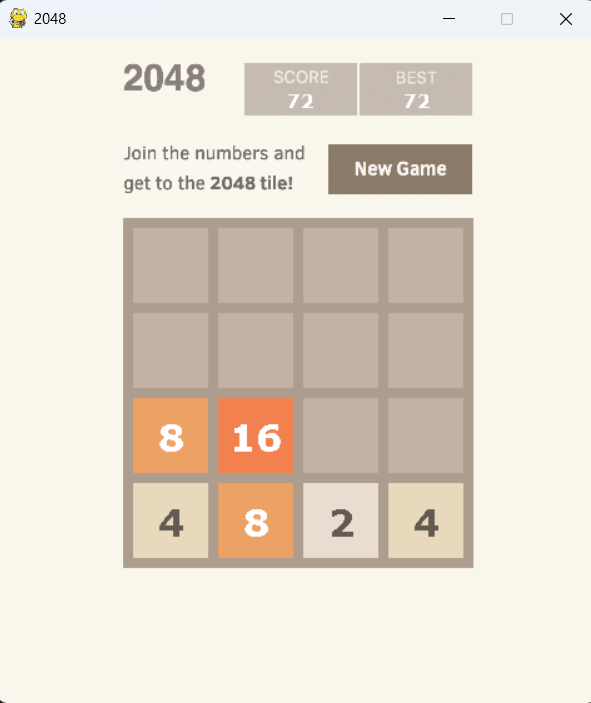 2048
2048
SCORE BEST
72 72
Join the numbers and
get to the 2048 tile!
New Game
8 16
4 8 2 4